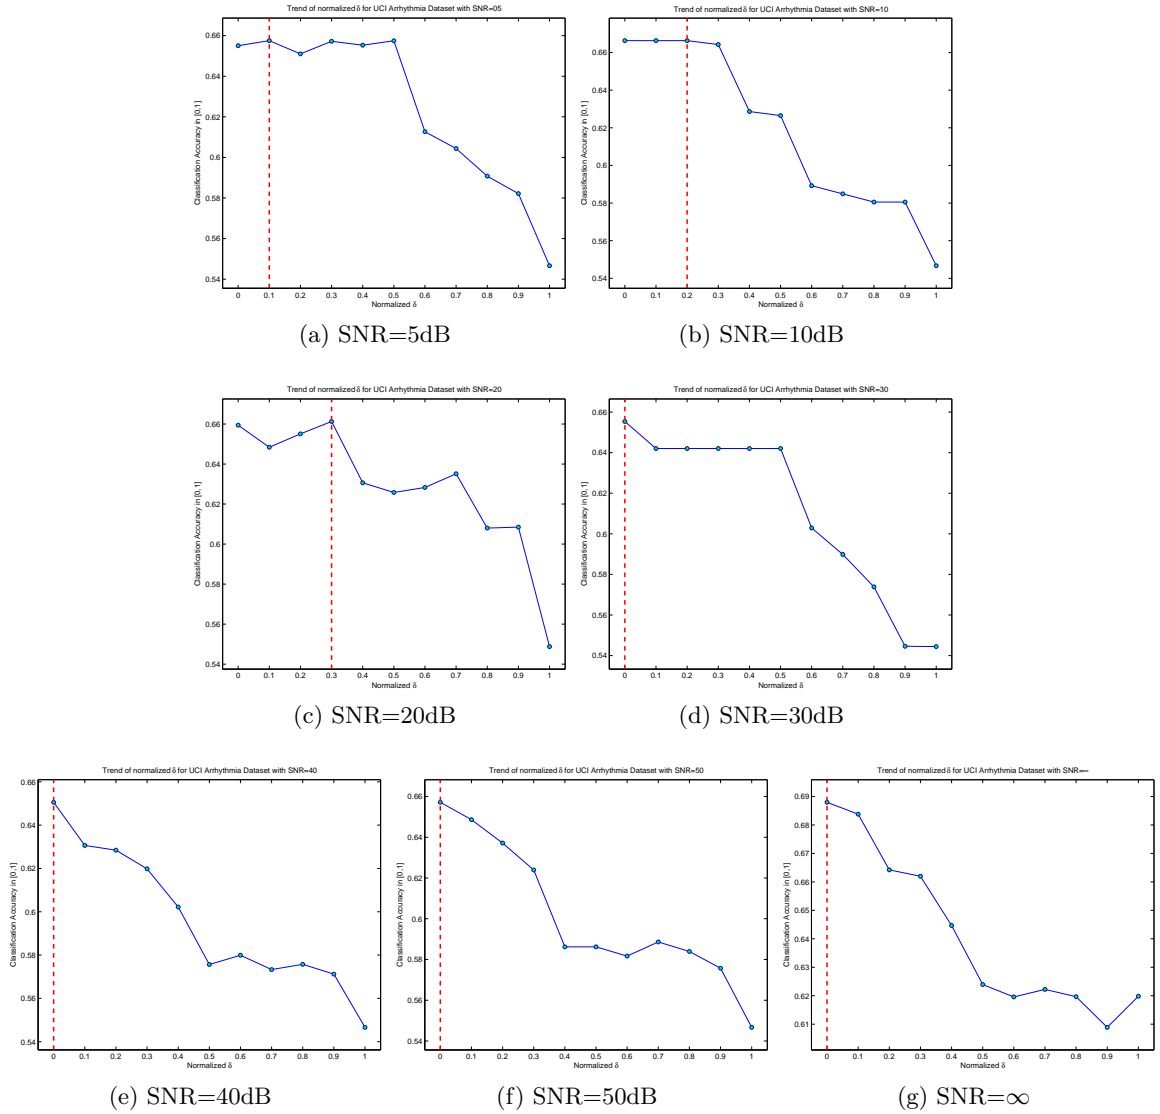 Trend of normalized δ for UCI Arrhythmia Dataset with SNR=05
Classification Accuracy in [0,1]
0.66
0.64
0.62
0.6
0.58
0.56
0.54
0 0.1 0.2 0.3 0.4 0.5 0.6 0.7 0.8 0.9 1
Normalized δ
(a) SNR=5dB
Trend of normalized δ for UCI Arrhythmia Dataset with SNR=10
Classification Accuracy in [0,1]
0.66
0.64
0.62
0.6
0.58
0.56
0.54
0 0.1 0.2 0.3 0.4 0.5 0.6 0.7 0.8 0.9 1
Normalized δ
(b) SNR=10dB
Trend of normalized δ for UCI Arrhythmia Dataset with SNR=20
Classification Accuracy in [0,1]
0.66
0.64
0.62
0.6
0.58
0.56
0.54
0 0.1 0.2 0.3 0.4 0.5 0.6 0.7 0.8 0.9 1
Normalized δ
(c) SNR=20dB
Trend of normalized δ for UCI Arrhythmia Dataset with SNR=30
Classification Accuracy in [0,1]
0.66
0.64
0.62
0.6
0.58
0.56
0.54
0 0.1 0.2 0.3 0.4 0.5 0.6 0.7 0.8 0.9 1
Normalized δ
(d) SNR=30dB
Trend of normalized δ for UCI Arrhythmia Dataset with SNR=40
Classification Accuracy in [0,1]
0.66
0.64
0.62
0.6
0.58
0.56
0.54
0 0.1 0.2 0.3 0.4 0.5 0.6 0.7 0.8 0.9 1
Normalized δ
(e) SNR=40dB
Trend of normalized δ for UCI Arrhythmia Dataset with SNR=50
Classification Accuracy in [0,1]
0.66
0.64
0.62
0.6
0.58
0.56
0.54
0 0.1 0.2 0.3 0.4 0.5 0.6 0.7 0.8 0.9 1
Normalized δ
(f) SNR=50dB
Trend of normalized δ for UCI Arrhythmia Dataset with SNR=∞
Classification Accuracy in [0,1]
0.69
0.68
0.67
0.66
0.65
0.64
0.63
0.62
0.61
0 0.1 0.2 0.3 0.4 0.5 0.6 0.7 0.8 0.9 1
Normalized δ
(g) SNR=∞